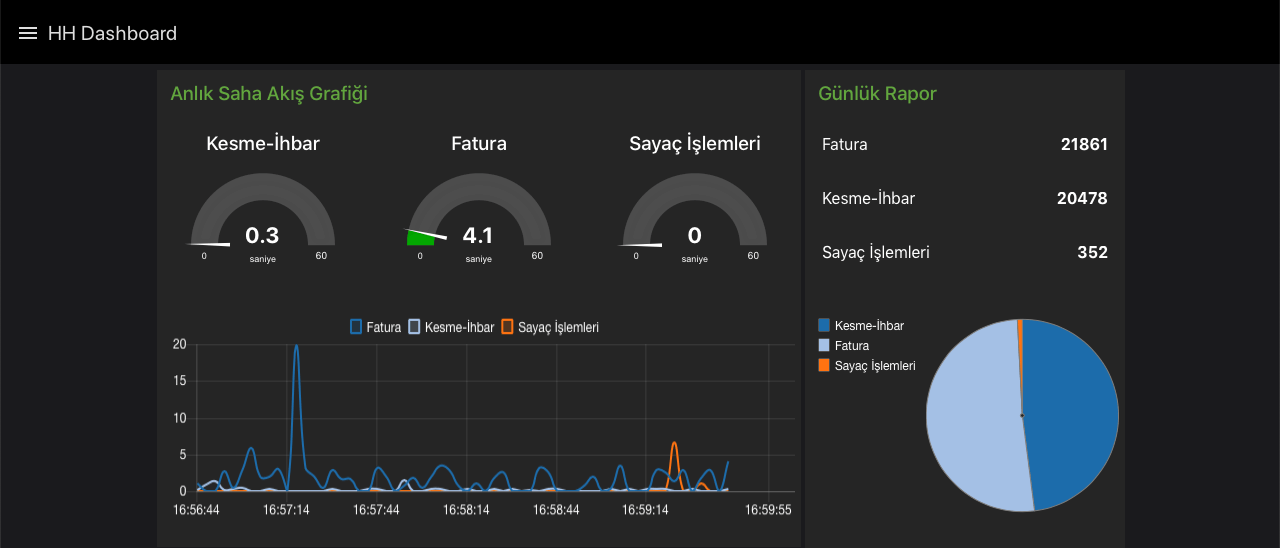 HH Dashboard
Anlık Saha Akış Grafiği
Kesme-İhbar
Fatura
Sayaç İşlemleri
0.3
0
saniye
60
4.1
0
saniye
60
0
0
saniye
60
Fatura
Kesme-İhbar
Sayaç İşlemleri
20
15
10
5
0
16:56:44
16:57:14
16:57:44
16:58:14
16:58:44
16:59:14
16:59:55
Günlük Rapor
Fatura 21861
Kesme-İhbar 20478
Sayaç İşlemleri 352
Kesme-İhbar
Fatura
Sayaç İşlemleri